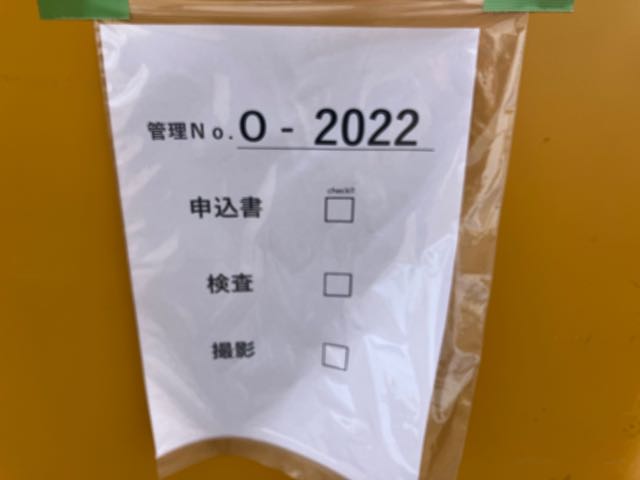 管理No. O - 2022
check!!
申込書 □
検査 □
撮影 □